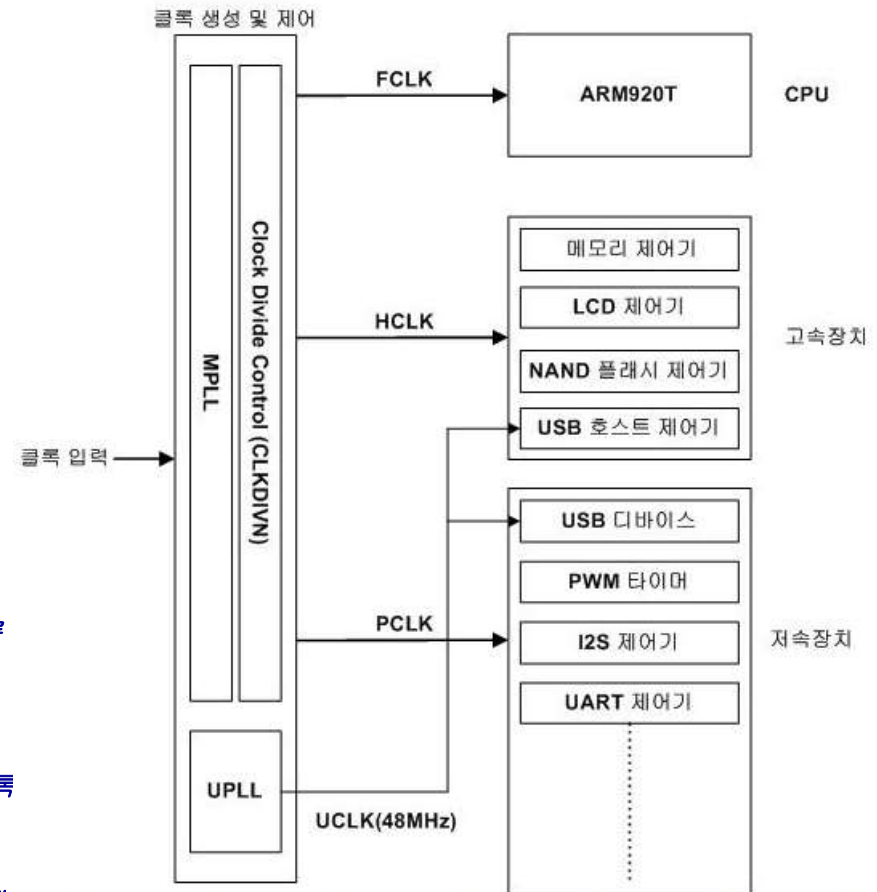 클록 생성 및 제어
FCLK
ARM920T
CPU
메모리 제어기
LCD 제어기
HCLK
고속장치
NAND 플래시 제어기
USB 호스트 제어기
MPLL
Clock Divide Control (CLKDIVN)
클록 입력
USB 디바이스
PWM 타이머
PCLK
I2S 제어기
저속장치
UART 제어기
UPLL
UCLK(48MHz)